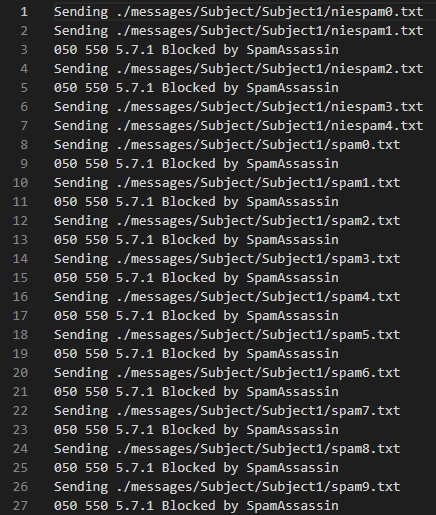 1 Sending ./messages/Subject/Subject1/niespam0.txt
2 Sending ./messages/Subject/Subject1/niespam1.txt
3 050 550 5.7.1 Blocked by SpamAssassin
4 Sending ./messages/Subject/Subject1/niespam2.txt
5 050 550 5.7.1 Blocked by SpamAssassin
6 Sending ./messages/Subject/Subject1/niespam3.txt
7 Sending ./messages/Subject/Subject1/niespam4.txt
8 Sending ./messages/Subject/Subject1/spam0.txt
9 050 550 5.7.1 Blocked by SpamAssassin
10 Sending ./messages/Subject/Subject1/spam1.txt
11 050 550 5.7.1 Blocked by SpamAssassin
12 Sending ./messages/Subject/Subject1/spam2.txt
13 050 550 5.7.1 Blocked by SpamAssassin
14 Sending ./messages/Subject/Subject1/spam3.txt
15 050 550 5.7.1 Blocked by SpamAssassin
16 Sending ./messages/Subject/Subject1/spam4.txt
17 050 550 5.7.1 Blocked by SpamAssassin
18 Sending ./messages/Subject/Subject1/spam5.txt
19 050 550 5.7.1 Blocked by SpamAssassin
20 Sending ./messages/Subject/Subject1/spam6.txt
21 050 550 5.7.1 Blocked by SpamAssassin
22 Sending ./messages/Subject/Subject1/spam7.txt
23 050 550 5.7.1 Blocked by SpamAssassin
24 Sending ./messages/Subject/Subject1/spam8.txt
25 050 550 5.7.1 Blocked by SpamAssassin
26 Sending ./messages/Subject/Subject1/spam9.txt
27 050 550 5.7.1 Blocked by SpamAssassin